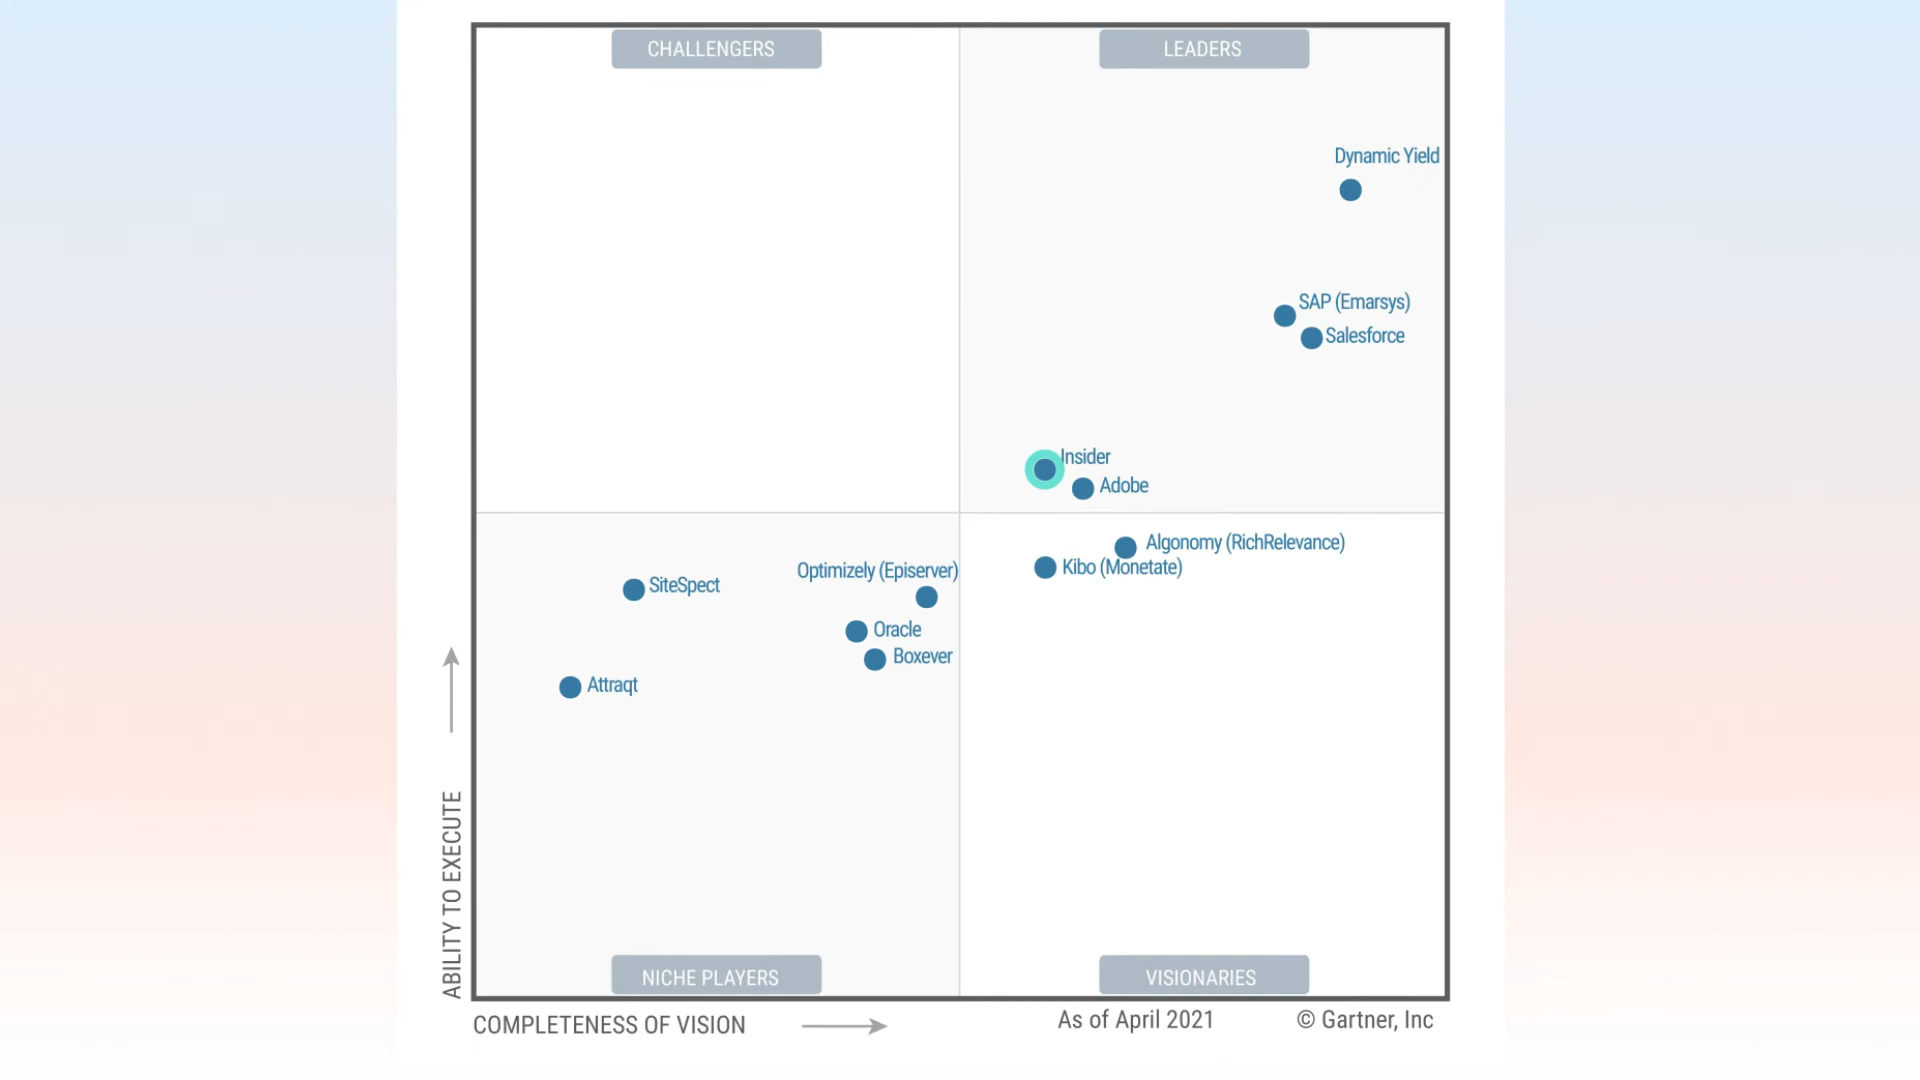 CHALLENGERS
LEADERS
Dynamic Yield
SAP (Emarsys)
Salesforce
Insider
Adobe
Algonomy (RichRelevance)
Kibo (Monetate)
Optimizely (Episerver)
SiteSpect
Oracle
Boxever
Attraqt
ABILITY TO EXECUTE
NICHE PLAYERS
VISIONARIES
COMPLETENESS OF VISION
As of April 2021
© Gartner, Inc